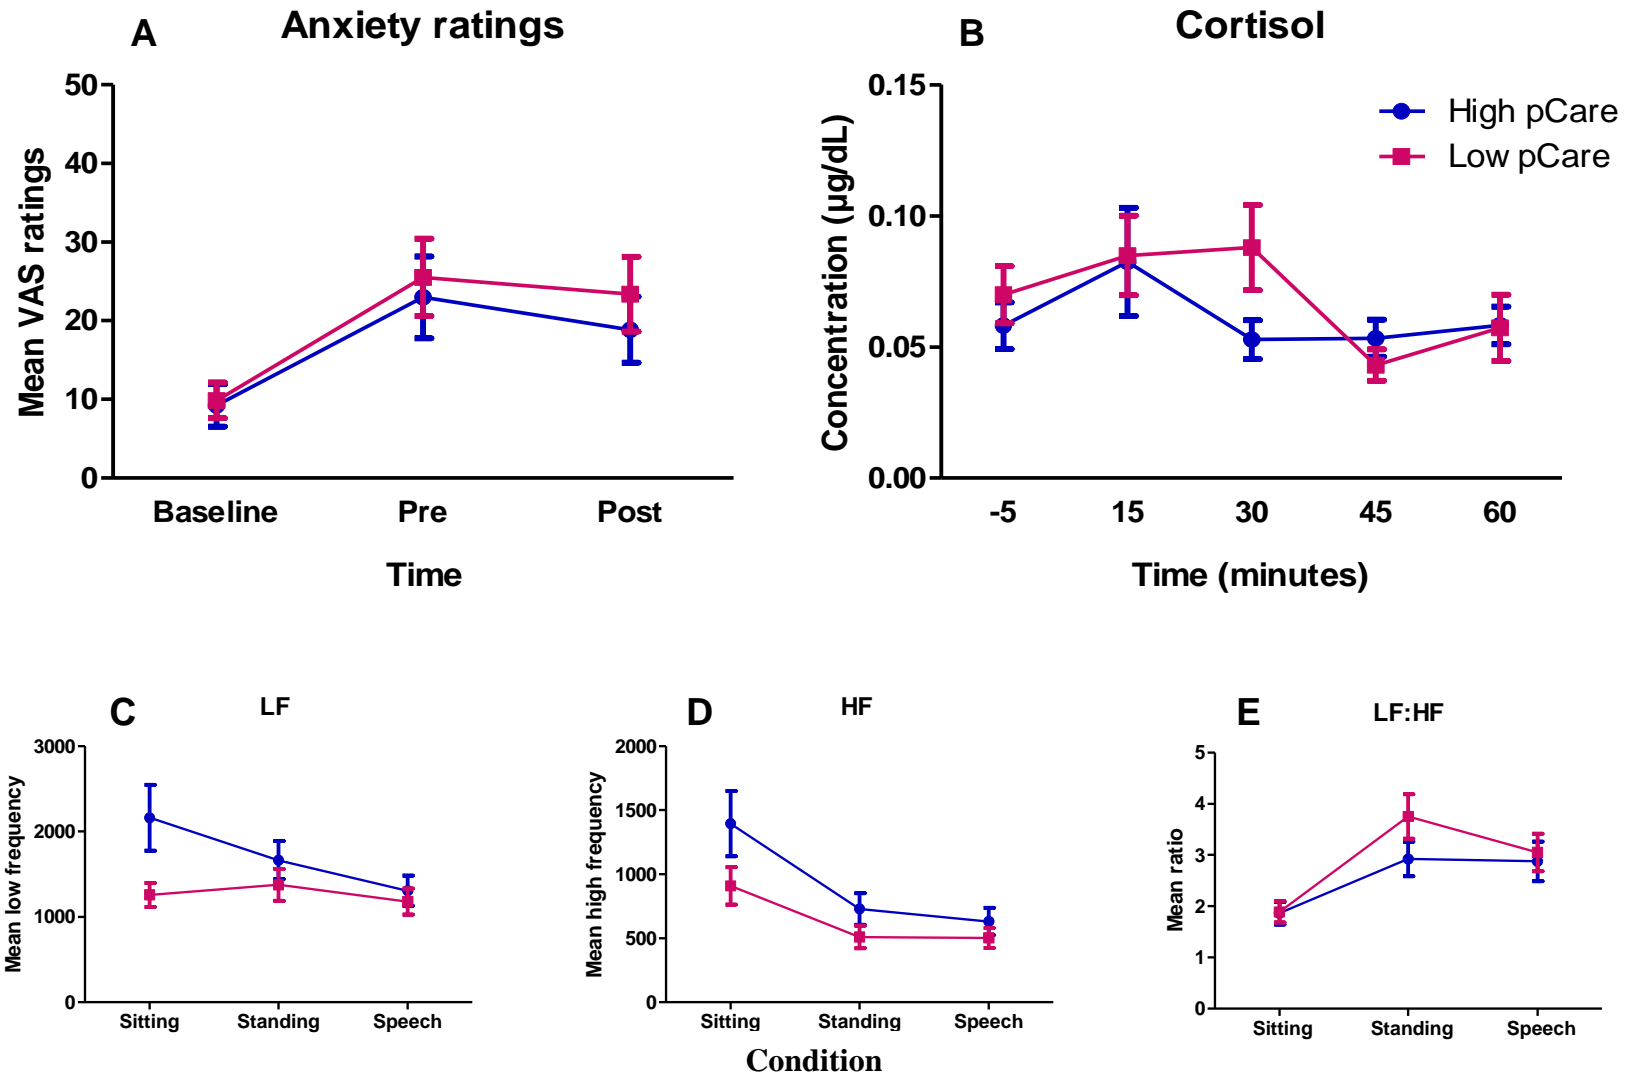 A
Anxiety ratings
Mean VAS ratings
50
40
30
20
10
0
Baseline Pre Post
Time
B
Cortisol
High pCare
Low pCare
Concentration (µg/dL)
0.15
0.10
0.05
0.00
-5 15 30 45 60
Time (minutes)
C
LF
Mean low frequency
3000
2000
1000
0
Sitting Standing Speech
D
HF
Mean high frequency
2000
1500
1000
500
0
Sitting Standing Speech
E
LF:HF
Mean ratio
5
4
3
2
1
0
Sitting Standing Speech
Condition